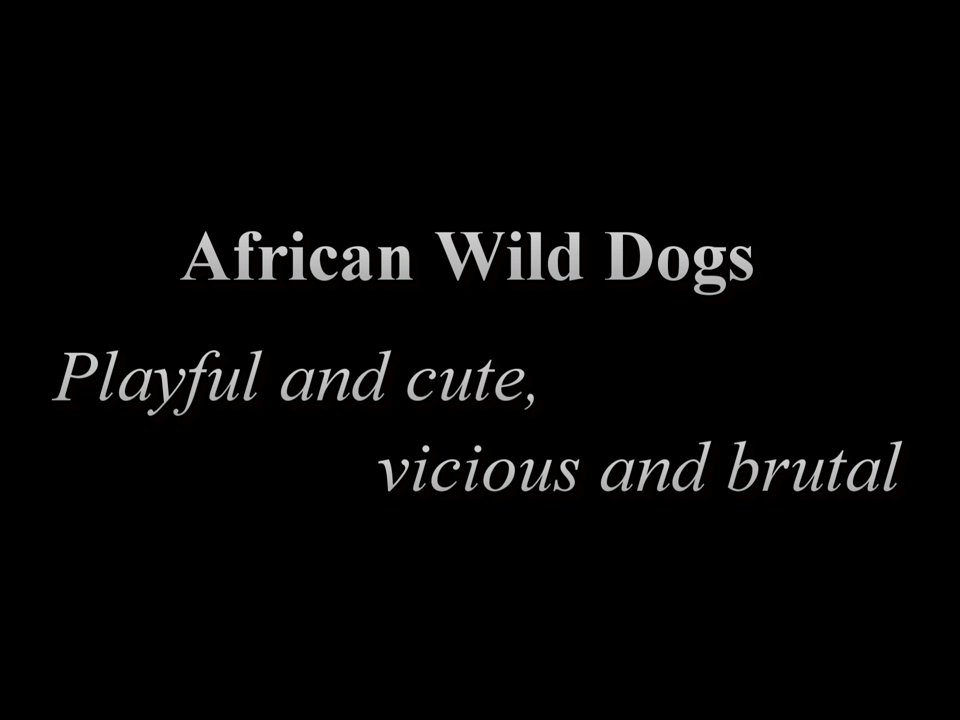 African Wild Dogs
Playful and cute,
vicious and brutal